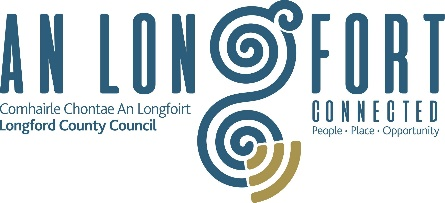 AN LONgFORT
Comhairle Chontae An Longfoirt
Longford County Council
CONNECTED
People • Place • Opportunity